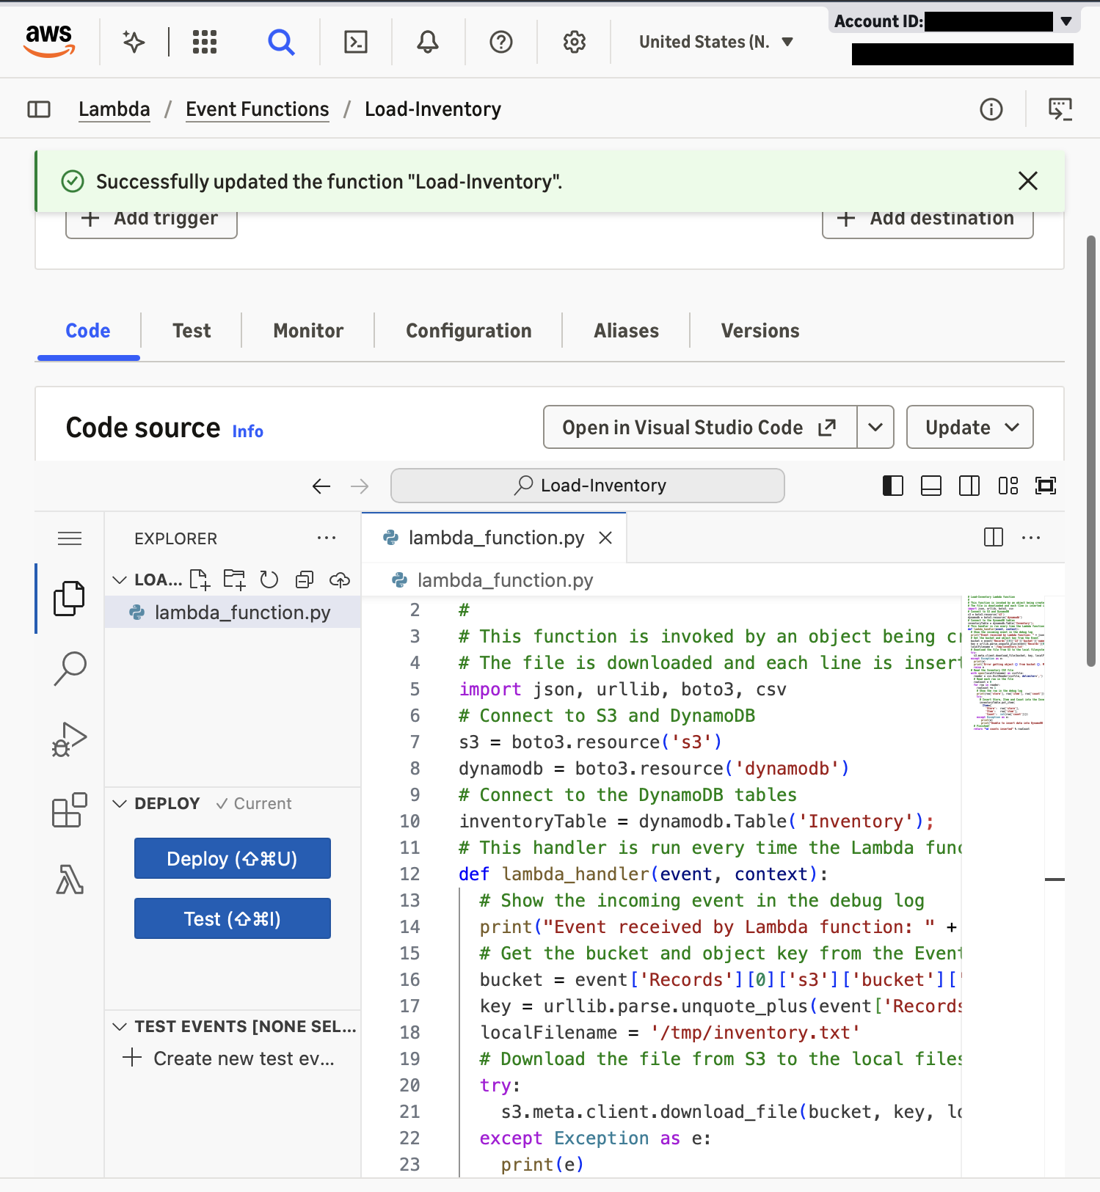 aws
United States (N.
Account ID:
Lambda / Event Functions / Load-Inventory
Successfully updated the function "Load-Inventory".
Add trigger
Add destination
Code
Test
Monitor
Configuration
Aliases
Versions
Code source Info
Open in Visual Studio Code
Update
Load-Inventory
EXPLORER
LOA...
lambda_function.py
DEPLOY Current
Deploy (⇧⌘U)
Test (⇧⌘I)
TEST EVENTS [NONE SEL...
Create new test ev...
lambda_function.py
lambda_function.py
2 #
3 # This function is invoked by an object being cr
4 # The file is downloaded and each line is insert
5 import json, urllib, boto3, csv
6 # Connect to S3 and DynamoDB
7 s3 = boto3.resource('s3')
8 dynamodb = boto3.resource('dynamodb')
9 # Connect to the DynamoDB tables
10 inventoryTable = dynamodb.Table('Inventory');
11 # This handler is run every time the Lambda func
12 def lambda_handler(event, context):
13 # Show the incoming event in the debug log
14 print("Event received by Lambda function: " +
15 # Get the bucket and object key from the Event
16 bucket = event['Records'][0]['s3']['bucket']['
17 key = urllib.parse.unquote_plus(event['Records
18 localFilename = '/tmp/inventory.txt'
19 # Download the file from S3 to the local files
20 try:
21 s3.meta.client.download_file(bucket, key, lo
22 except Exception as e:
23 print(e)